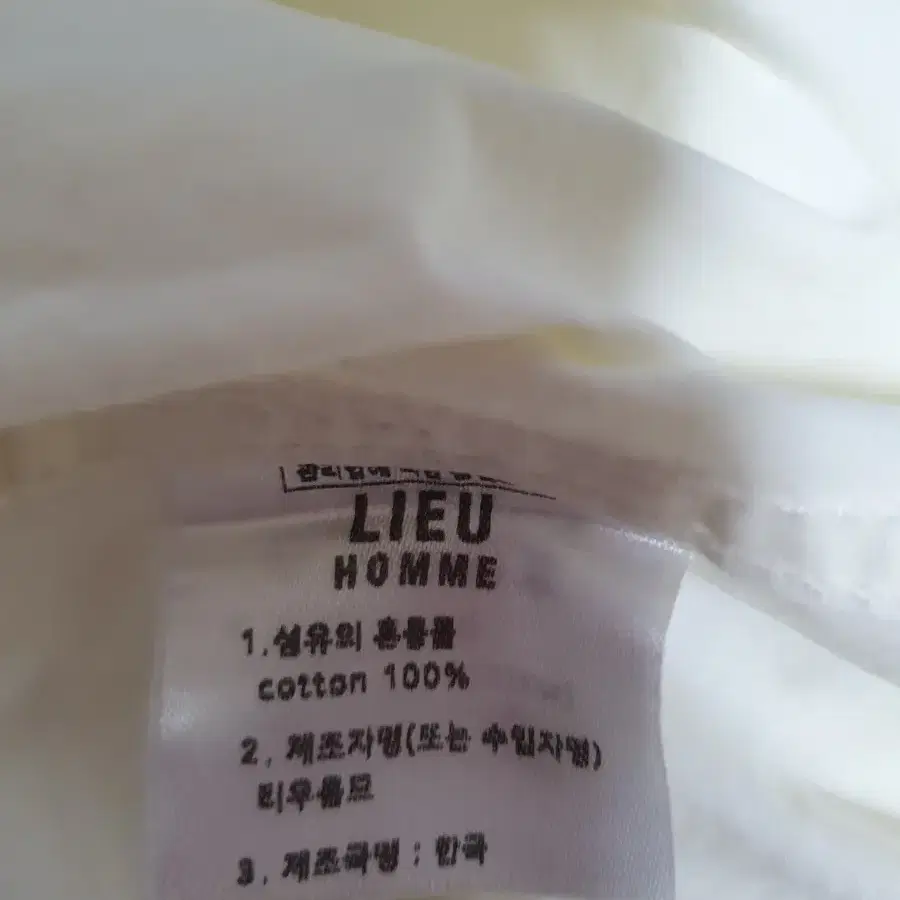 LIEU
HOMME
1.섬유의 혼용률
cotton 100%
2. 제조자명(또는 수입자명)
리우옴므
3. 제조국명 : 한국